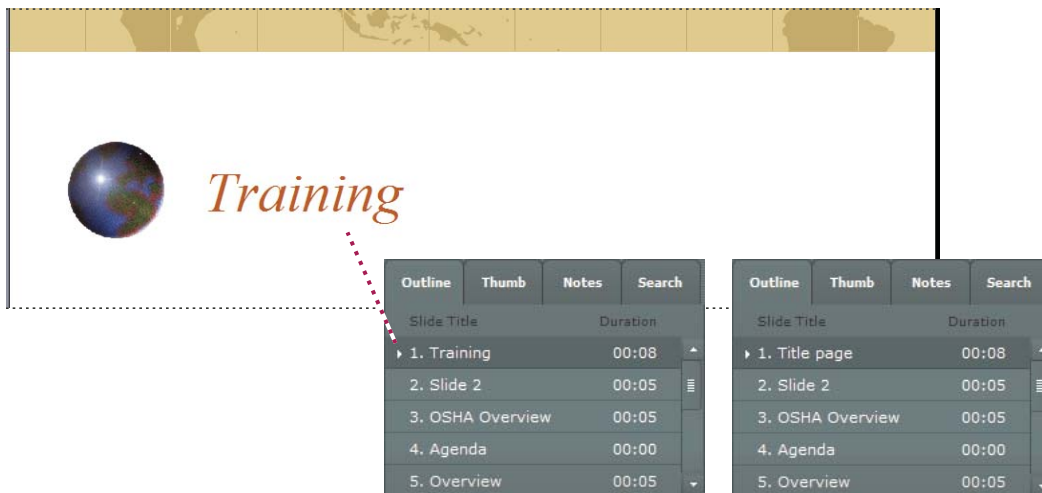 Training
Outline Thumb Notes Search
Slide Title Duration
1. Training 00:08
2. Slide 2 00:05
3. OSHA Overview 00:05
4. Agenda 00:00
5. Overview 00:05
Outline Thumb Notes Search
Slide Title Duration
1. Title page 00:08
2. Slide 2 00:05
3. OSHA Overview 00:05
4. Agenda 00:00
5. Overview 00:05